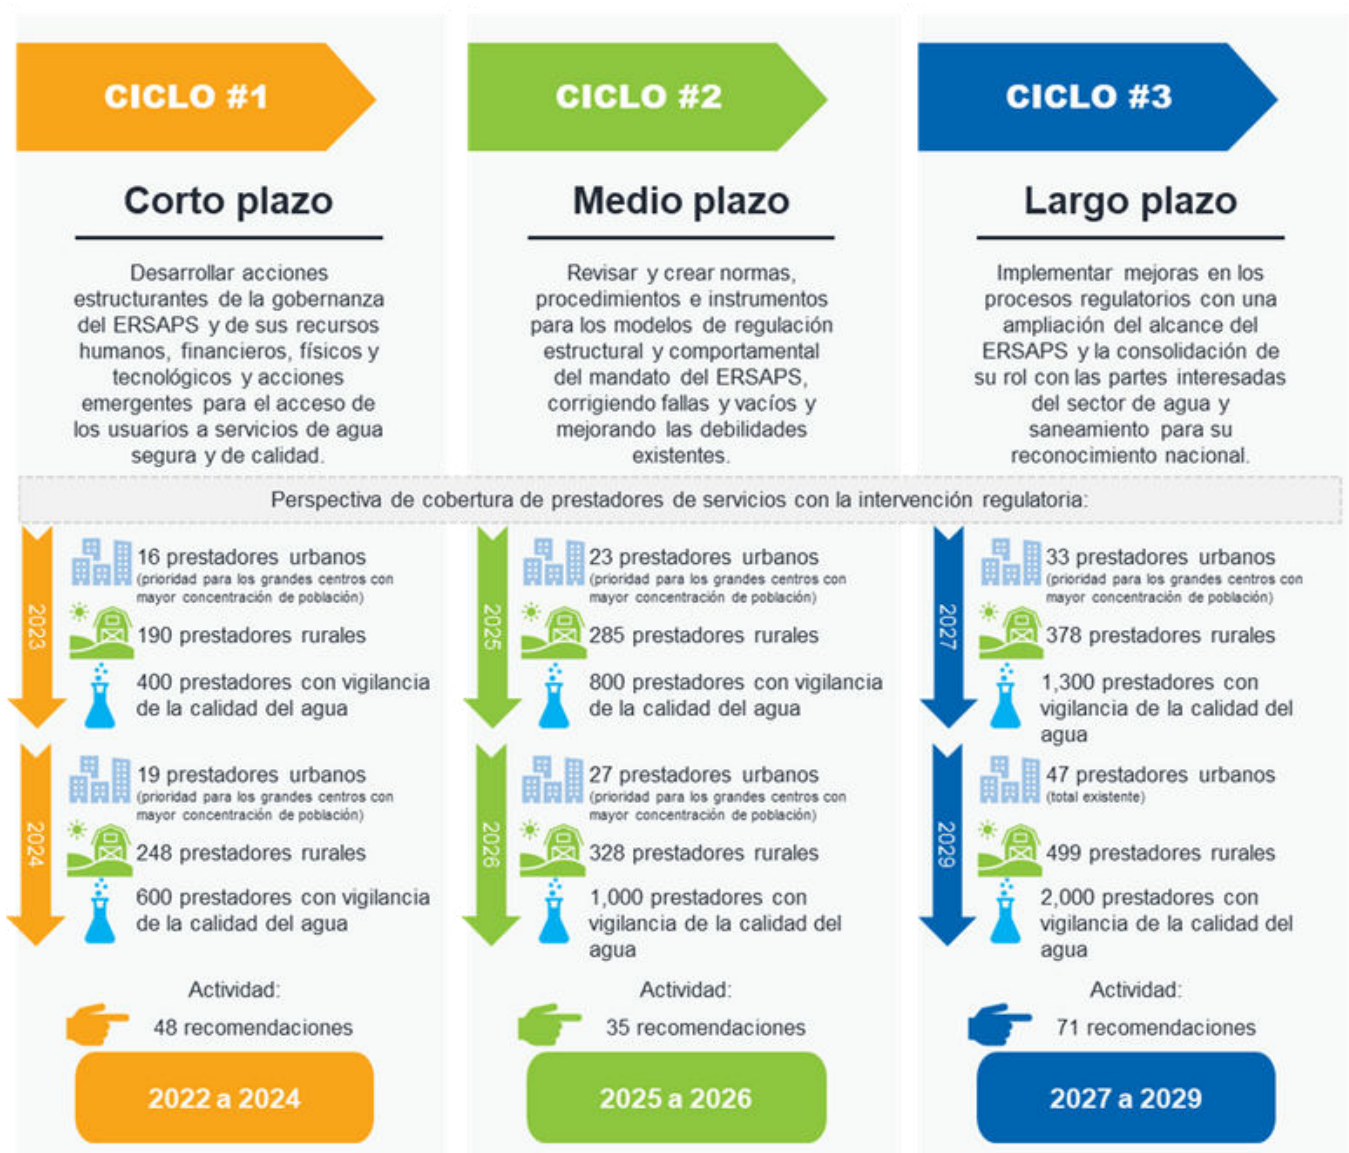 CICLO #1
Corto plazo
Desarrollar acciones
estructurantes de la gobernanza
del ERSAPS y de sus recursos
humanos, financieros, físicos y
tecnológicos y acciones
emergentes para el acceso de
los usuarios a servicios de agua
segura y de calidad.
CICLO #2
Medio plazo
Revisar y crear normas,
procedimientos e instrumentos
para los modelos de regulación
estructural y comportamental
del mandato del ERSAPS,
corrigiendo fallas y vacíos y
mejorando las debilidades
existentes.
CICLO #3
Largo plazo
Implementar mejoras en los
procesos regulatorios con una
ampliación del alcance del
ERSAPS y la consolidación de
su rol con las partes interesadas
del sector de agua y
saneamiento para su
reconocimiento nacional.
Perspectiva de cobertura de prestadores de servicios con la intervención regulatoria:
2023
16 prestadores urbanos
(prioridad para los grandes centros con
mayor concentración de población)
190 prestadores rurales
400 prestadores con vigilancia
de la calidad del agua
2024
19 prestadores urbanos
(prioridad para los grandes centros con
mayor concentración de población)
248 prestadores rurales
600 prestadores con vigilancia
de la calidad del agua
Actividad:
48 recomendaciones
2022 a 2024
2025
23 prestadores urbanos
(prioridad para los grandes centros con
mayor concentración de población)
285 prestadores rurales
800 prestadores con vigilancia
de la calidad del agua
2026
27 prestadores urbanos
(prioridad para los grandes centros con
mayor concentración de población)
328 prestadores rurales
1,000 prestadores con
vigilancia de la calidad del
agua
Actividad:
35 recomendaciones
2025 a 2026
2027
33 prestadores urbanos
(prioridad para los grandes centros con
mayor concentración de población)
378 prestadores rurales
1,300 prestadores con
vigilancia de la calidad del
agua
2029
47 prestadores urbanos
(total existente)
499 prestadores rurales
2,000 prestadores con
vigilancia de la calidad del
agua
Actividad:
71 recomendaciones
2027 a 2029